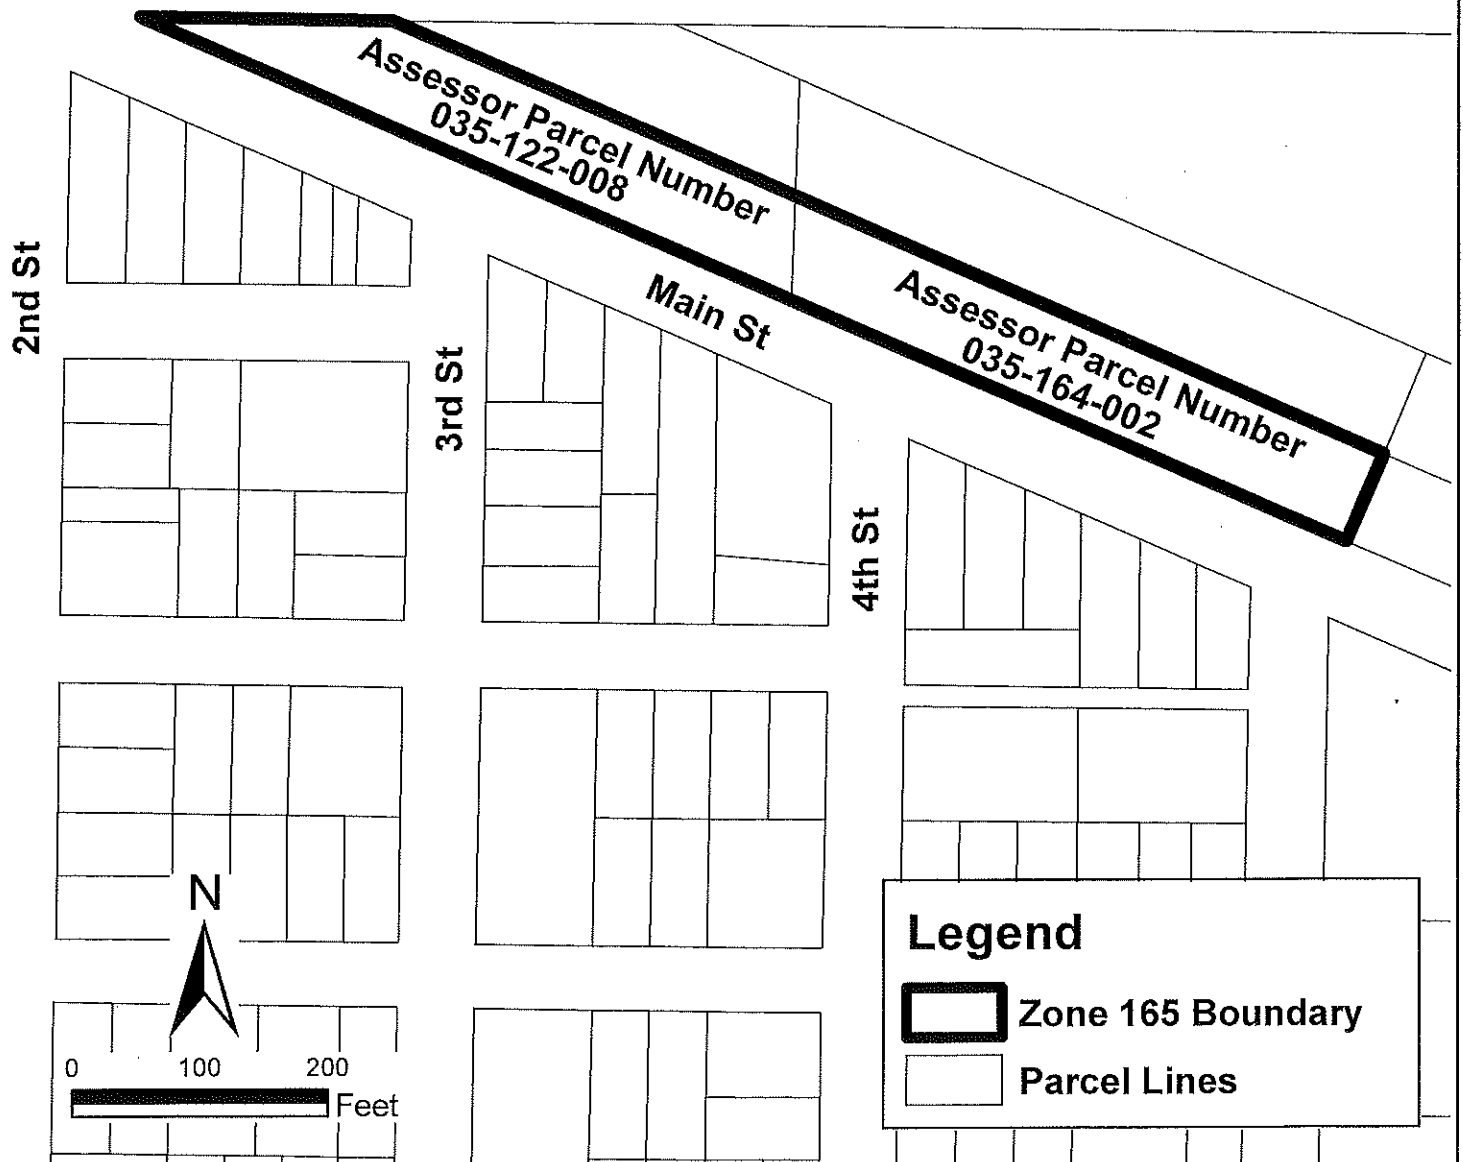 Assessor Parcel Number
035-122-008
Assessor Parcel Number
035-164-002
Main St
2nd St
3rd St
4th St
N
0 100 200
Feet
Legend
Zone 165 Boundary
Parcel Lines